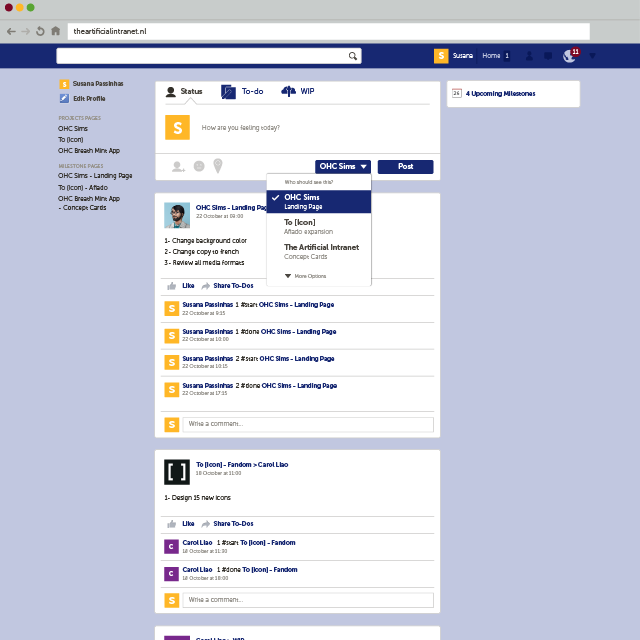 theartificialintranet.nl
S Susana Home 1 11
S Susana Passinhas
Edit Profile
PROJECTS PAGES
OHC Sims
To [icon]
OHC Breath Mint App
MILESTONE PAGES
OHC Sims - Landing Page
To [icon] - Afiado
OHC Breath Mint App
- Concept Cards
Status To-do WIP
S How are you feeling today?
OHC Sims Post
Who should see this?
OHC Sims
Landing Page
To [Icon]
Afiado expansion
The Artificial Intranet
Concept Cards
More Options
OHC Sims - Landing Pag
22 October at 09:00
1- Change background color
2- Change copy to french
3- Review all media formats
Like Share To-Dos
S Susana Passinhas 1 #start OHC Sims - Landing Page
22 October at 9:15
S Susana Passinhas 1 #done OHC Sims - Landing Page
22 October at 10:00
S Susana Passinhas 2 #start OHC Sims - Landing Page
22 October at 10:15
S Susana Passinhas 2 #done OHC Sims - Landing Page
22 October at 17:15
S Write a comment...
[ ] To [icon] - Fandom > Carol Liao
18 October at 11:00
1- Design 15 new icons
Like Share To-Dos
C Carol Liao 1 #start To [icon] - Fandom
18 October at 11:30
C Carol Liao 1 #done To [icon] - Fandom
18 October at 18:00
S Write a comment...
26 4 Upcoming Milestones